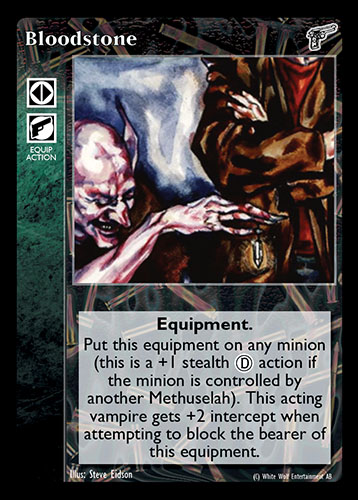 Bloodstone
EQUIP
ACTION
Equipment.
Put this equipment on any minion
(this is a +1 stealth Ⓓ action if
the minion is controlled by
another Methuselah). This acting
vampire gets +2 intercept when
attempting to block the bearer of
this equipment.
Illus: Steve Eidson
(C) White Wolf Entertainment AB